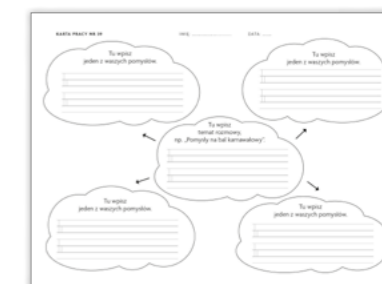 KARTA PRACY NR 39
IMIĘ
DATA
Tu wpisz
jeden z waszych pomysłów.
Tu wpisz
jeden z waszych pomysłów.
Tu wpisz
temat rozmowy,
np. „Pomysły na bal karnawałowy”.
Tu wpisz
jeden z waszych pomysłów.
Tu wpisz
jeden z waszych pomysłów.